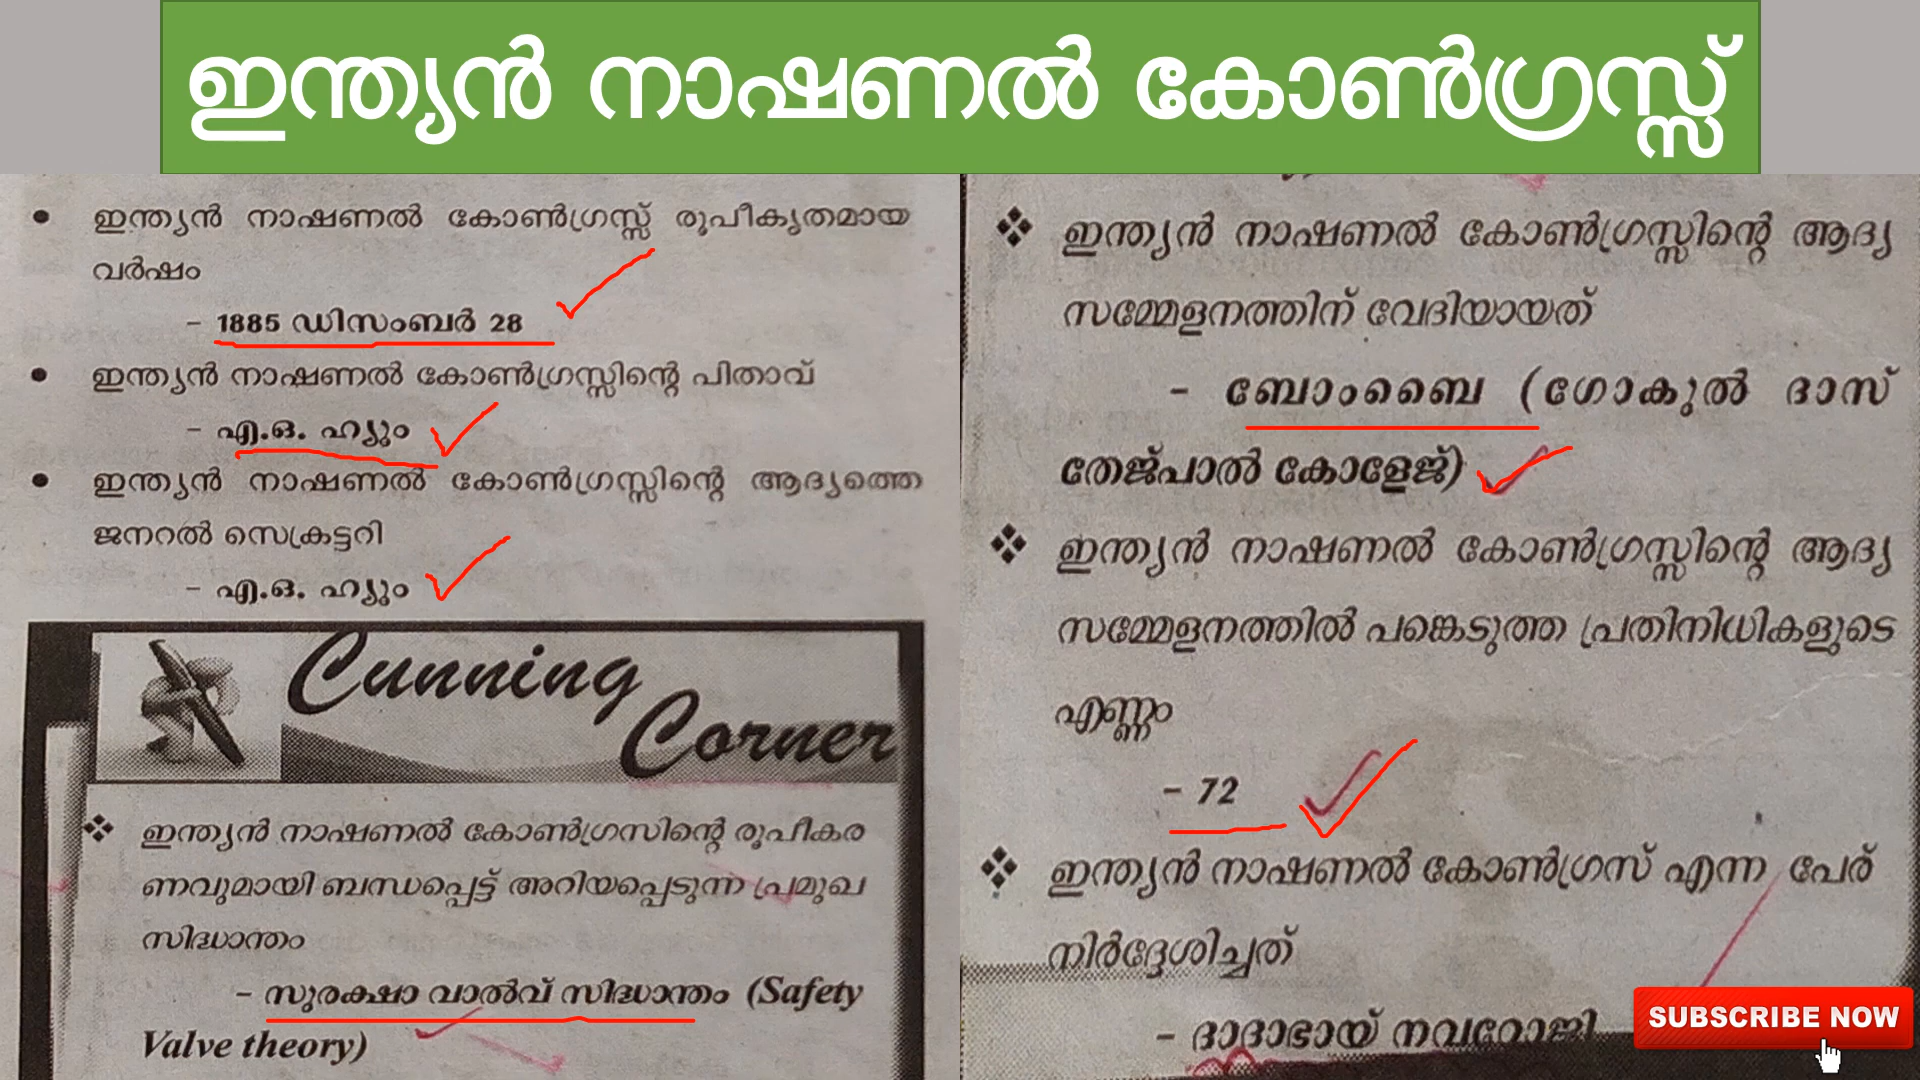 ഇന്ത്യൻ നാഷണൽ കോൺഗ്രസ്സ്
• ഇന്ത്യൻ നാഷണൽ കോൺഗ്രസ്സ് രൂപീകൃതമായ
വർഷം
- 1885 ഡിസംബർ 28
• ഇന്ത്യൻ നാഷണൽ കോൺഗ്രസ്സിന്റെ പിതാവ്
- എ.ഒ. ഹ്യൂം
• ഇന്ത്യൻ നാഷണൽ കോൺഗ്രസ്സിന്റെ ആദ്യത്തെ
ജനറൽ സെക്രട്ടറി
- എ.ഒ. ഹ്യൂം
Cunning
Corner
❖ ഇന്ത്യൻ നാഷണൽ കോൺഗ്രസിന്റെ രൂപീകര
ണവുമായി ബന്ധപ്പെട്ട് അറിയപ്പെടുന്ന പ്രമുഖ
സിദ്ധാന്തം
- സുരക്ഷാ വാൽവ് സിദ്ധാന്തം (Safety
Valve theory)
❖ ഇന്ത്യൻ നാഷണൽ കോൺഗ്രസ്സിന്റെ ആദ്യ
സമ്മേളനത്തിന് വേദിയായത്
- ബോംബൈ (ഗോകുൽ ദാസ്
തേജ്പാൽ കോളേജ്)
❖ ഇന്ത്യൻ നാഷണൽ കോൺഗ്രസ്സിന്റെ ആദ്യ
സമ്മേളനത്തിൽ പങ്കെടുത്ത പ്രതിനിധികളുടെ
എണ്ണം
- 72
❖ ഇന്ത്യൻ നാഷണൽ കോൺഗ്രസ് എന്ന പേര്
നിർദ്ദേശിച്ചത്
- ദാദാഭായ് നവറോജി
SUBSCRIBE NOW